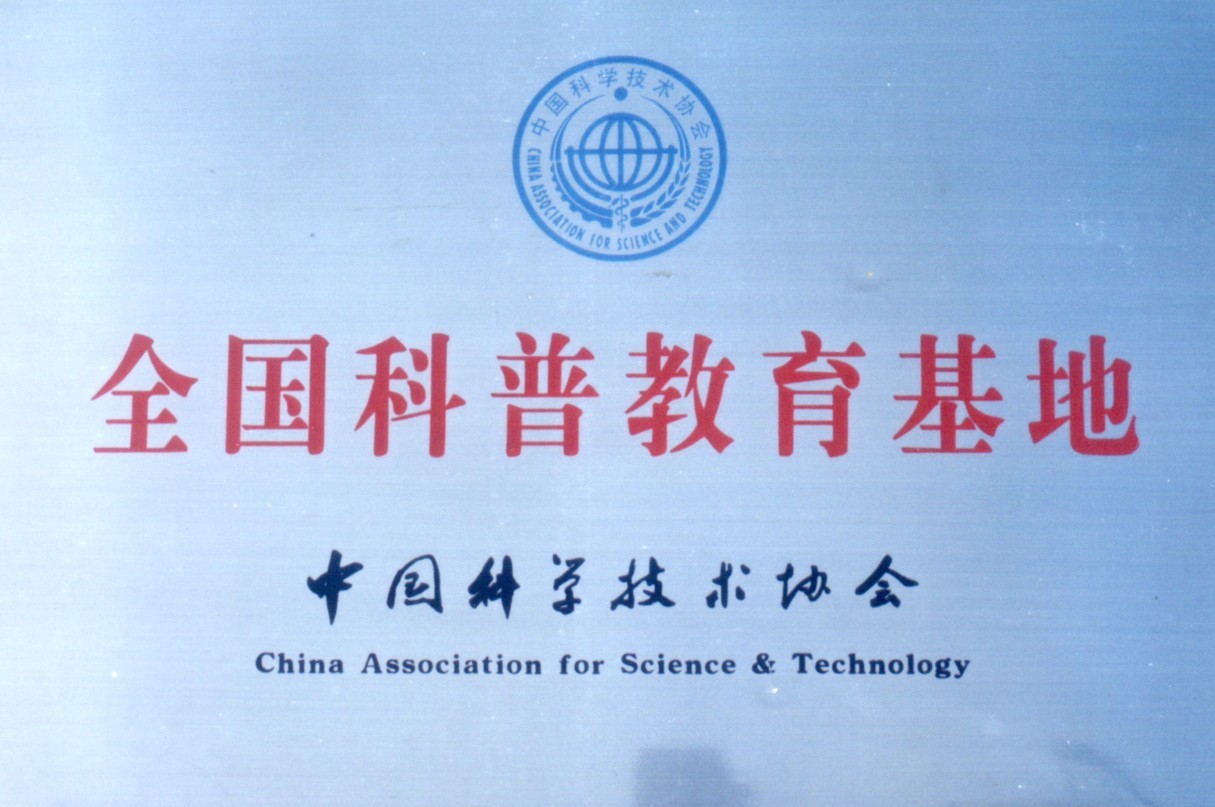 中国科学技术协会
CHINA ASSOCIATION FOR SCIENCE AND TECHNOLOGY
全国科普教育基地
中国科学技术协会
China Association for Science & Technology